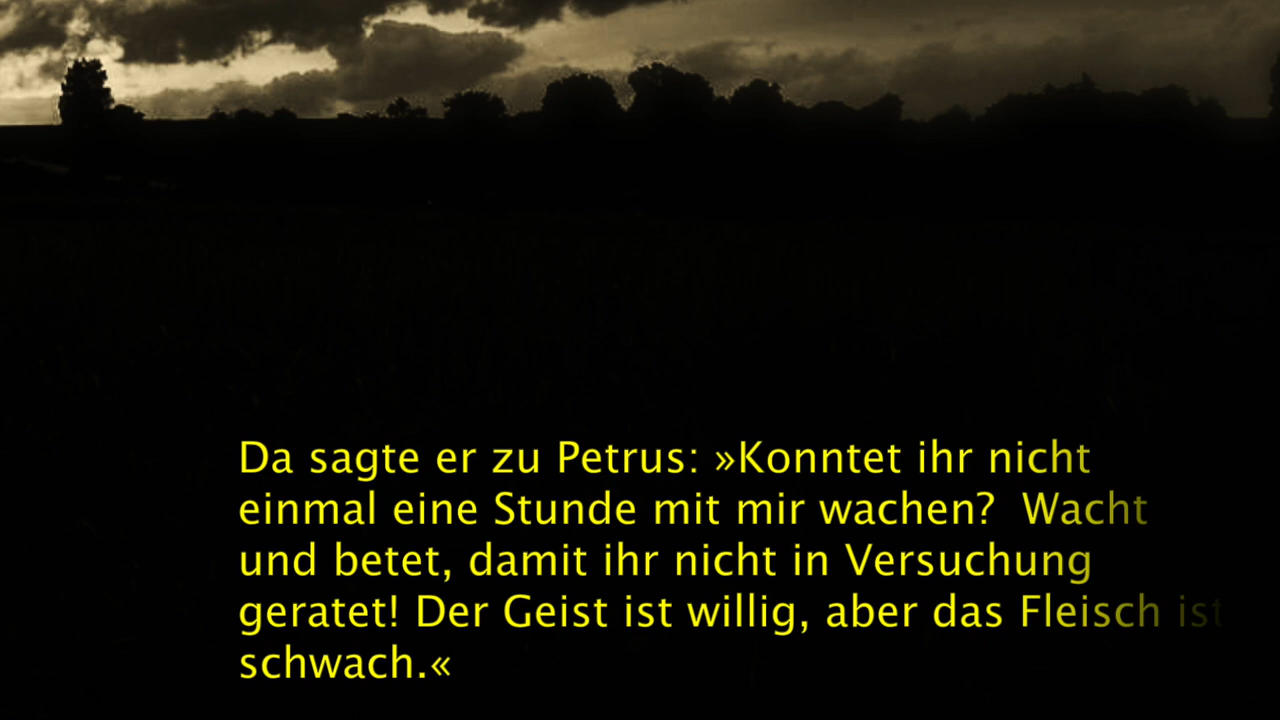 Da sagte er zu Petrus: »Konntet ihr nicht
einmal eine Stunde mit mir wachen?  Wacht
und betet, damit ihr nicht in Versuchung
geratet! Der Geist ist willig, aber das Fleisch ist
schwach.«